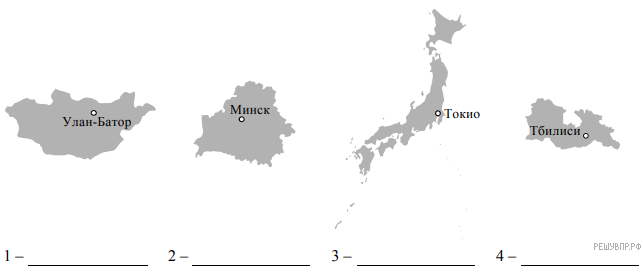 Улан-Батор
Минск
Токио
Тбилиси
РЕШУВПР.РФ
1 – 
2 – 
3 – 
4 –